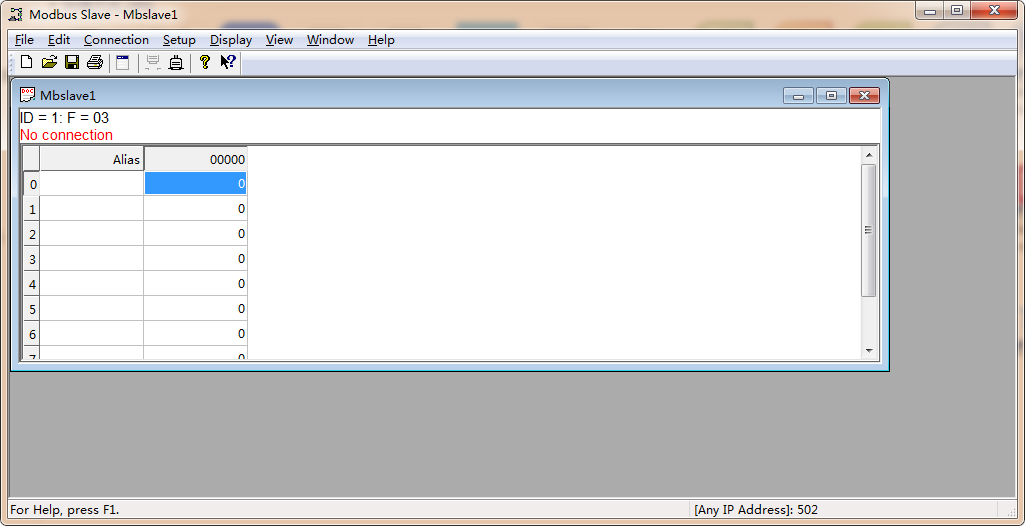 Modbus Slave - Mbslave1
File Edit Connection Setup Display View Window Help
Mbslave1
ID = 1: F = 03
No connection
Alias 00000
0 0
1 0
2 0
3 0
4 0
5 0
6 0
7 0
For Help, press F1. [Any IP Address]: 502